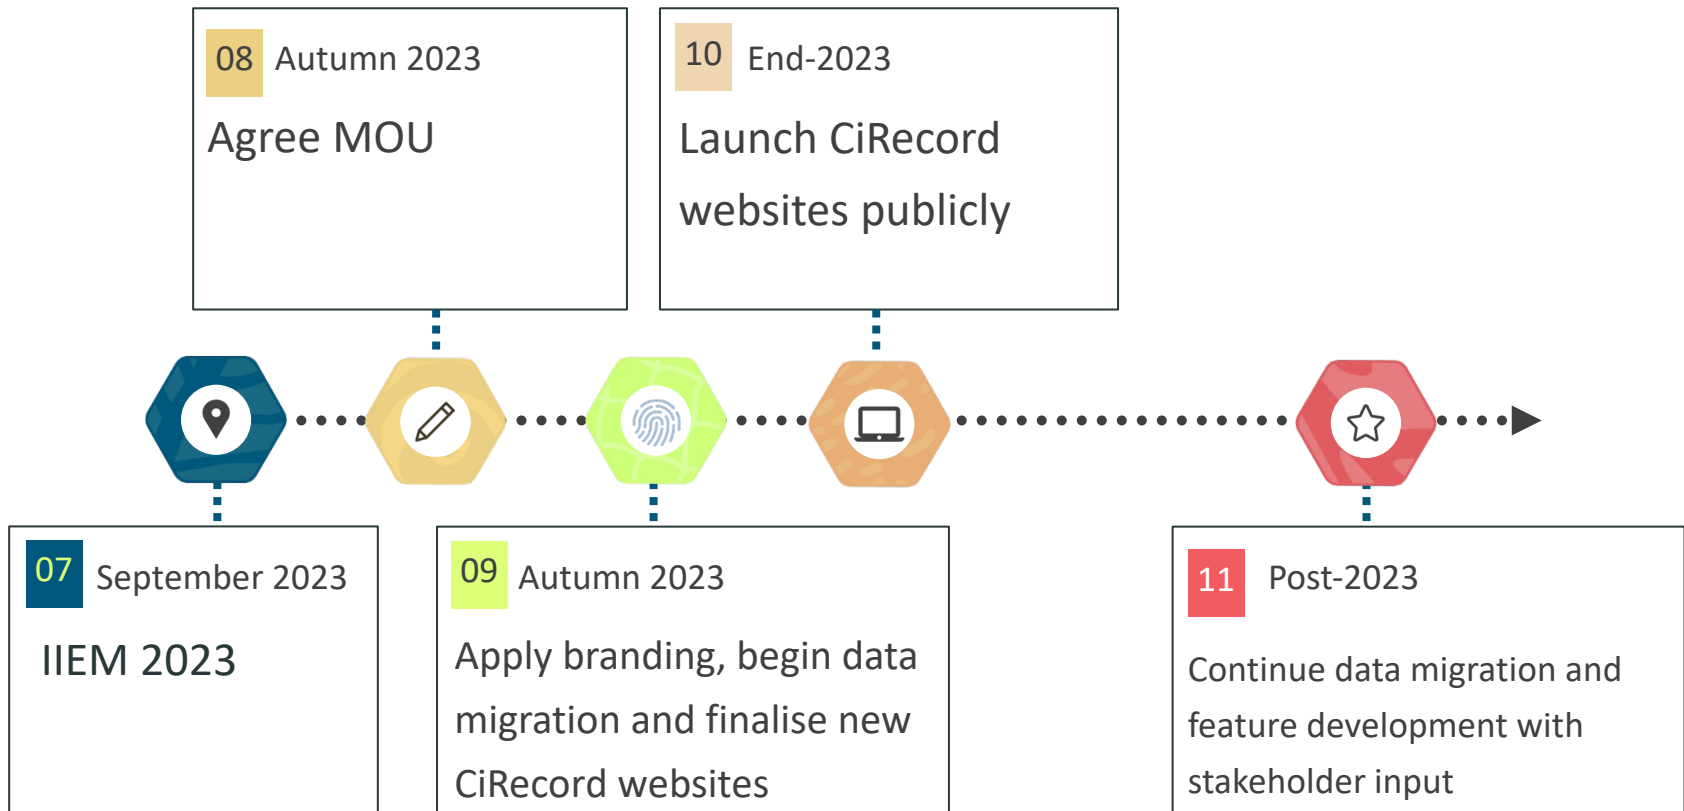 08 Autumn 2023
Agree MOU
10 End-2023
Launch CiRecord
websites publicly
07 September 2023
IIEM 2023
09 Autumn 2023
Apply branding, begin data
migration and finalise new
CiRecord websites
11 Post-2023
Continue data migration and
feature development with
stakeholder input